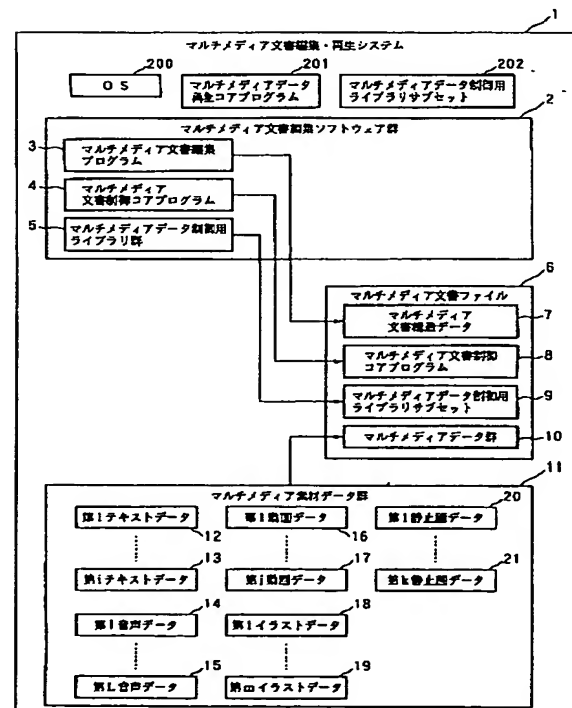 1
マルチメディア文書編集・再生システム
200
201
202
OS
マルチメディアデータ
再生コアプログラム
マルチメディアデータ制御用
ライブラリサブセット
2
マルチメディア文書編集ソフトウェア群
3
マルチメディア文書編集
プログラム
4
マルチメディア
文書制御コアプログラム
5
マルチメディアデータ制御用
ライブラリ群
6
マルチメディア文書ファイル
7
マルチメディア
文書構造データ
8
マルチメディア文書制御
コアプログラム
9
マルチメディアデータ制御用
ライブラリサブセット
10
マルチメディアデータ群
11
マルチメディア素材データ群
第1テキストデータ
12
第1動画データ
16
第1静止画データ
20
第iテキストデータ
13
第j動画データ
17
第k静止画データ
21
第1音声データ
14
第1イラストデータ
18
第L音声データ
15
第mイラストデータ
19